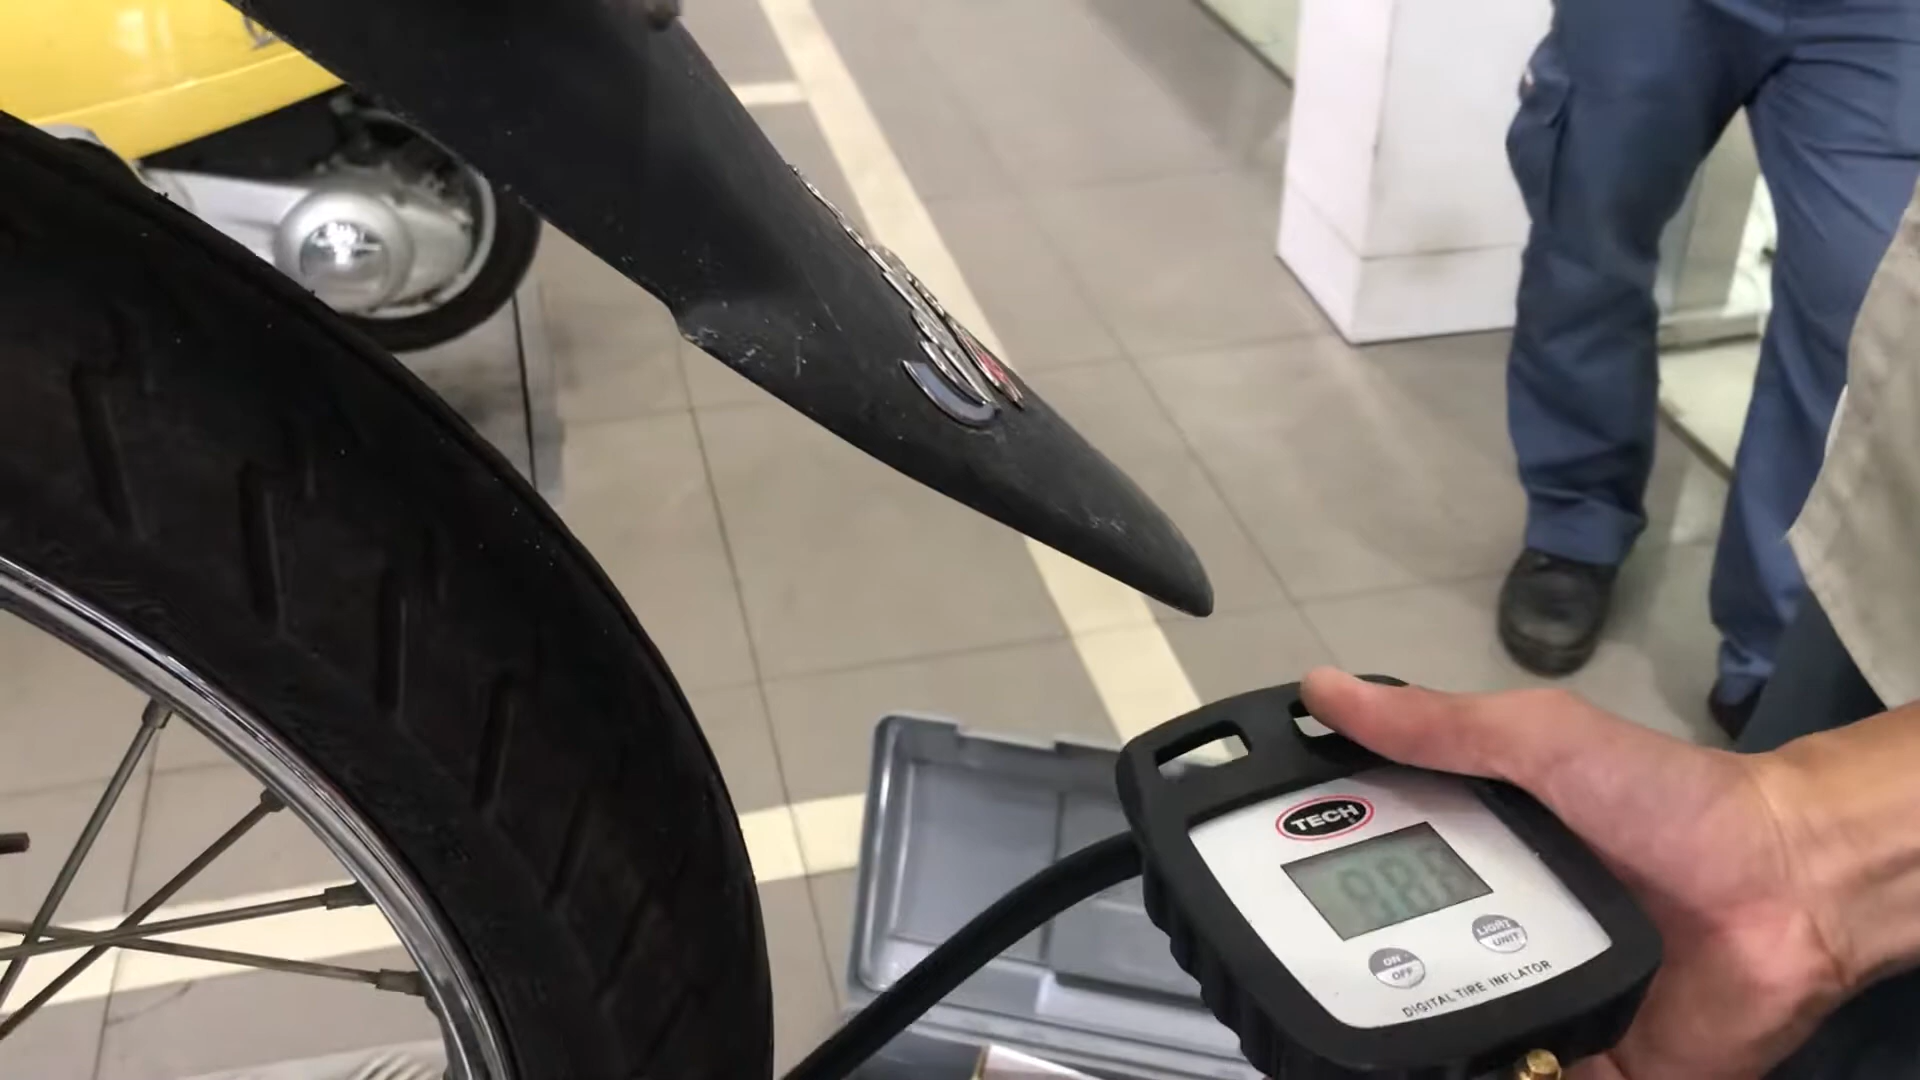 TECH
LIGHT
UNIT
ON
OFF
DIGITAL TIRE INFLATOR